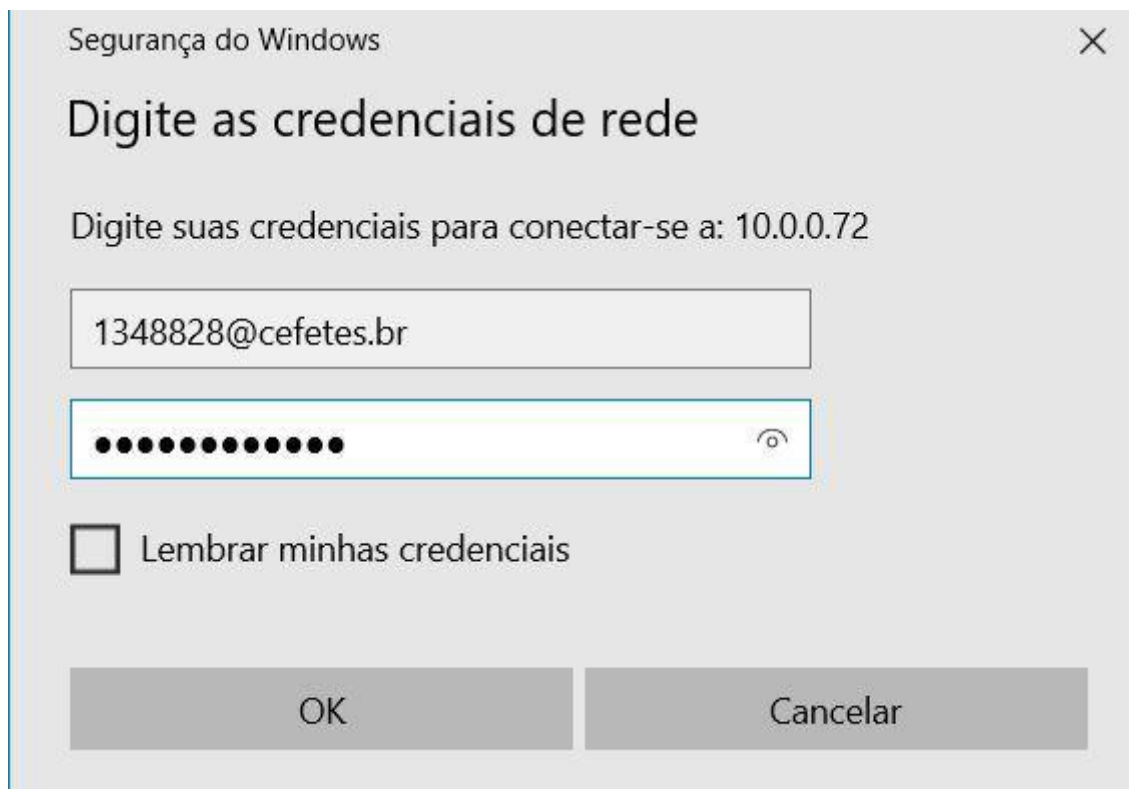 Segurança do Windows
Digite as credenciais de rede
Digite suas credenciais para conectar-se a: 10.0.0.72
1348828@cefetes.br
●●●●●●●●●●●●
Lembrar minhas credenciais
OK
Cancelar